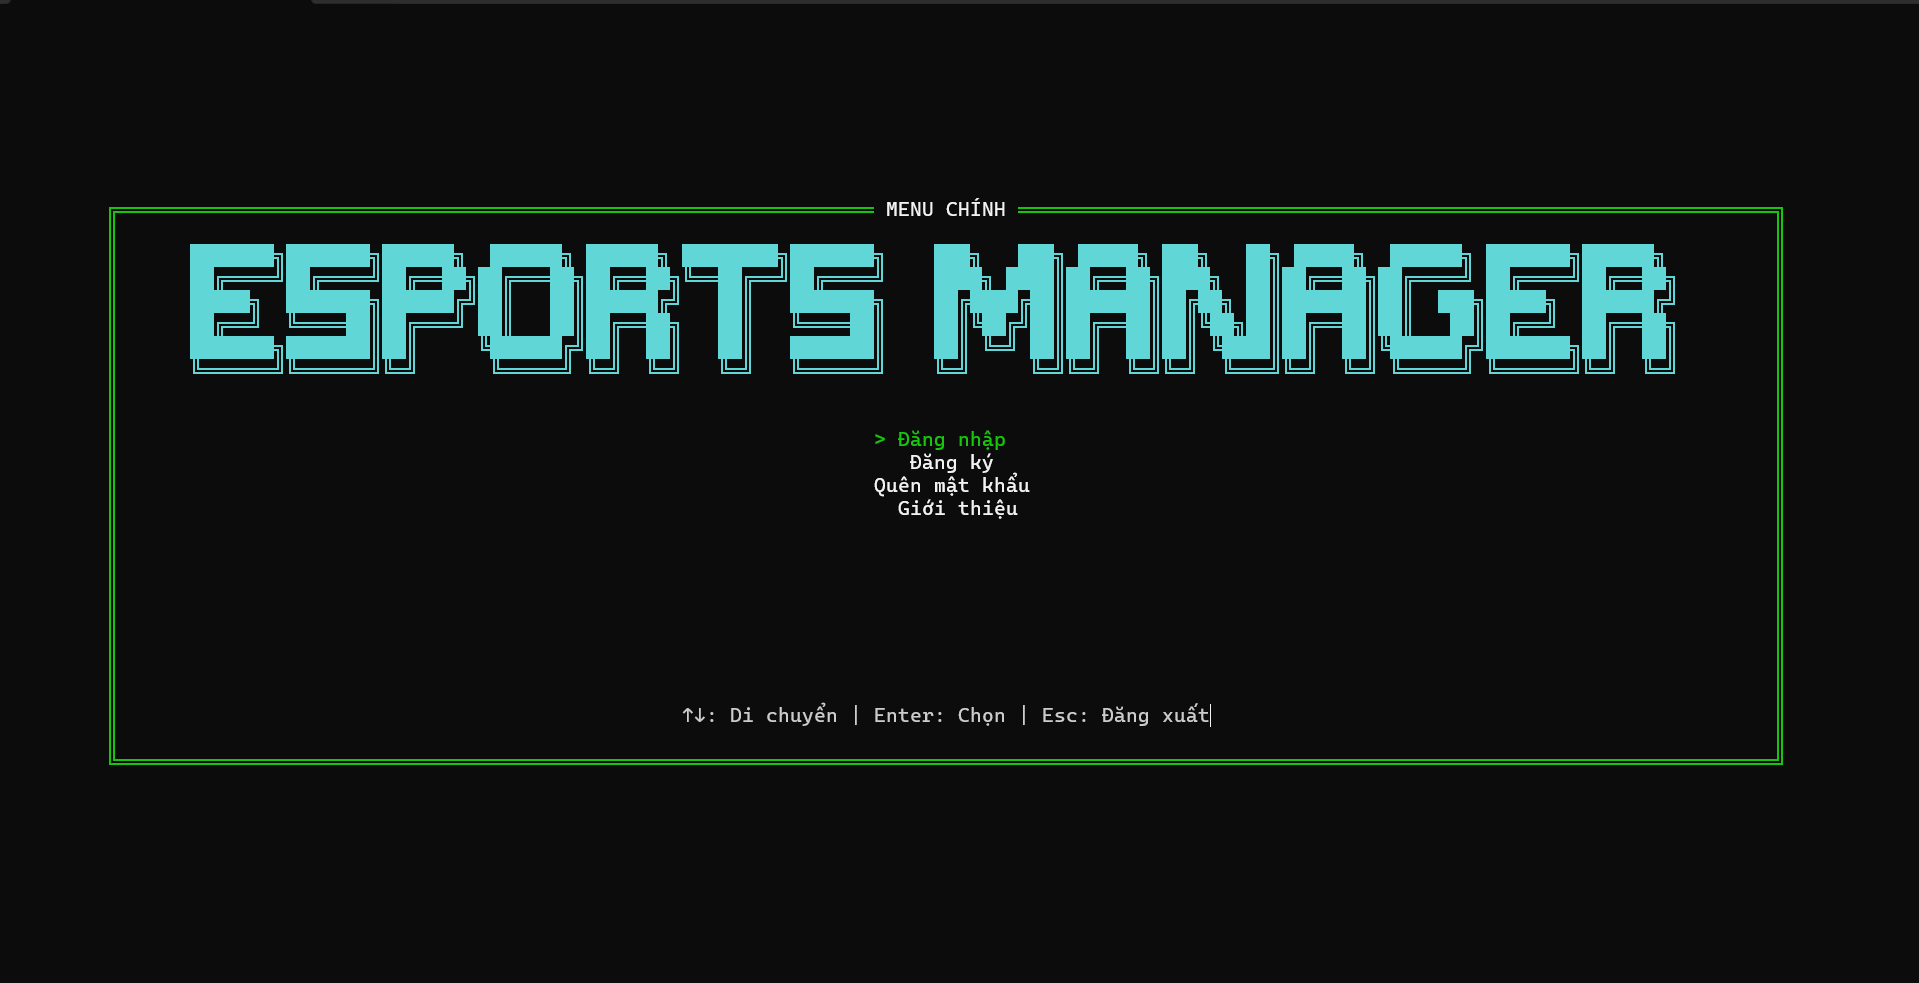 MENU CHÍNH
ESPORTS MANAGER
> Đăng nhập
Đăng ký
Quên mật khẩu
Giới thiệu
↑↓: Di chuyển | Enter: Chọn | Esc: Đăng xuất